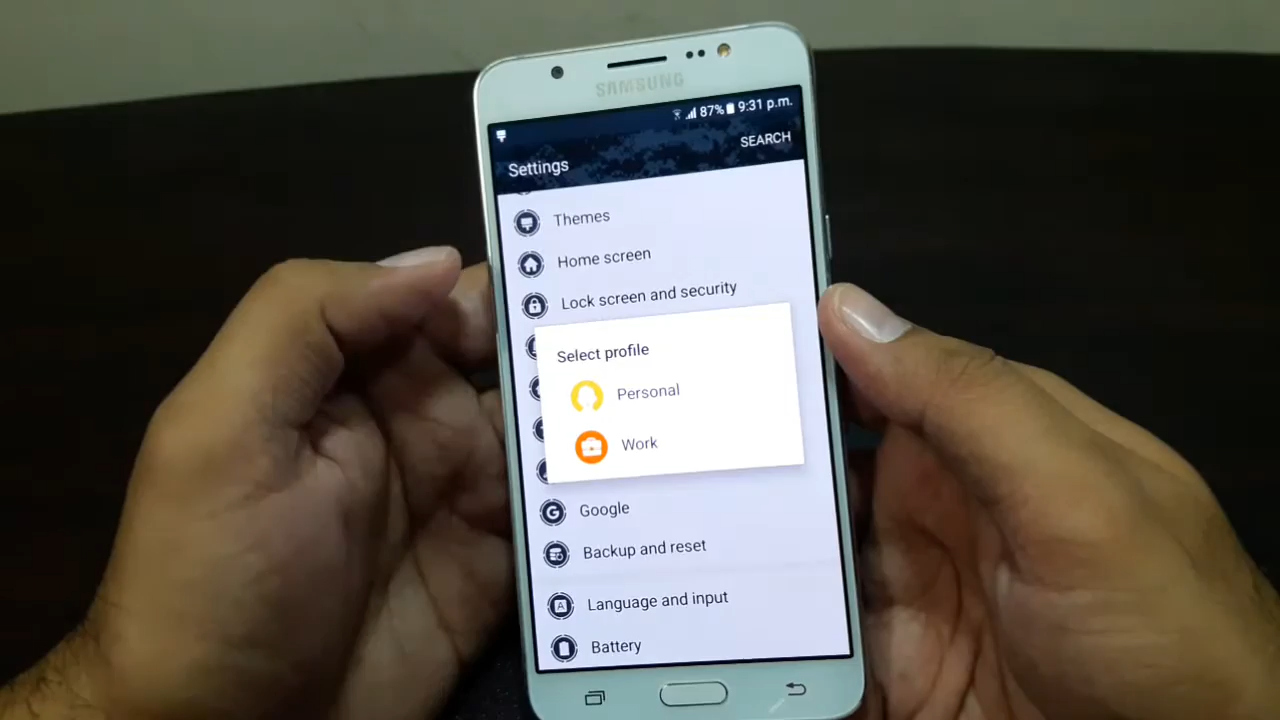 SAMSUNG
87% 9:31 p.m.
SEARCH
Settings
Themes
Home screen
Lock screen and security
Select profile
Personal
Work
Google
Backup and reset
Language and input
Battery